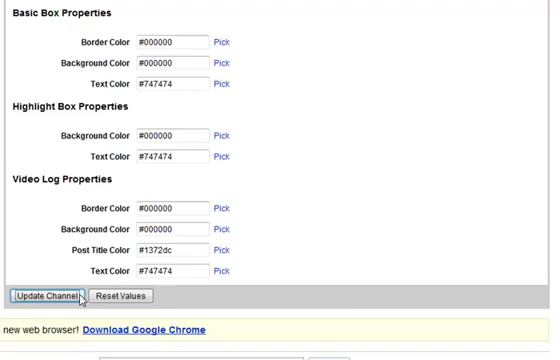 Basic Box Properties
Border Color #000000 Pick
Background Color #000000 Pick
Text Color #747474 Pick
Highlight Box Properties
Background Color #000000 Pick
Text Color #747474 Pick
Video Log Properties
Border Color #000000 Pick
Background Color #000000 Pick
Post Title Color #1372dc Pick
Text Color #747474 Pick
Update Channel Reset Values
new web browser! Download Google Chrome